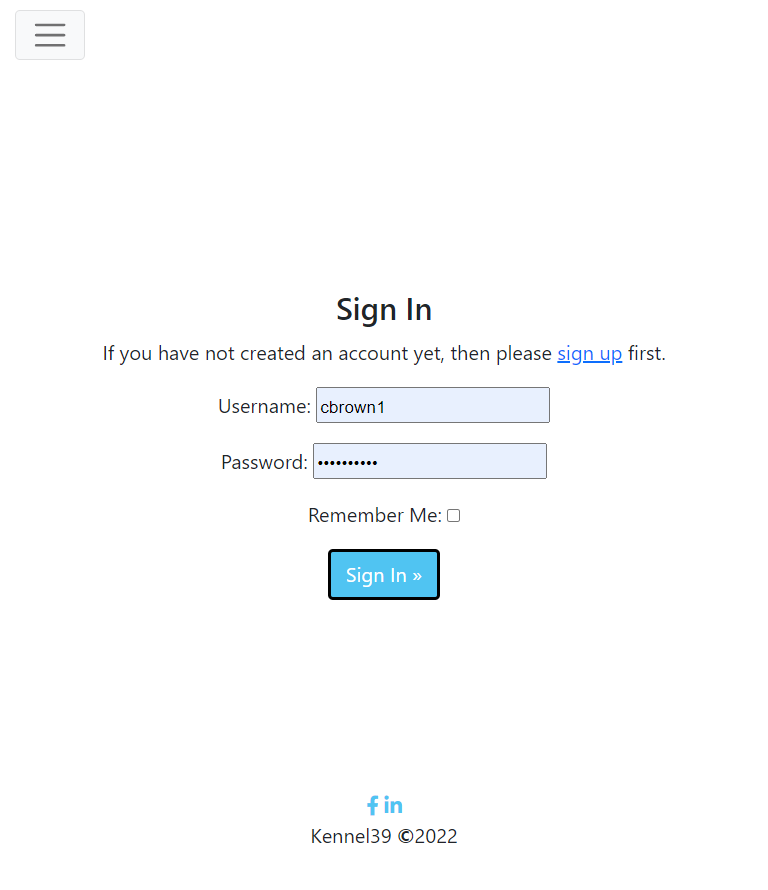 Sign In
If you have not created an account yet, then please sign up first.
Username: cbrown1
Password: ••••••••••
Remember Me:
Sign In »
f in
Kennel39 ©2022